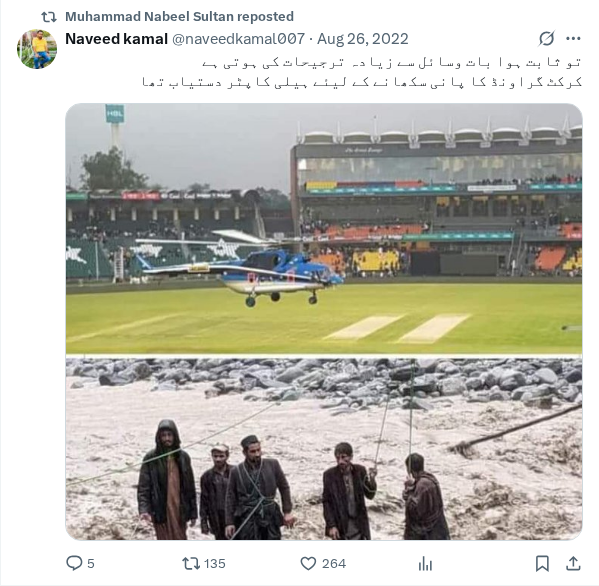 Muhammad Nabeel Sultan reposted
Naveed kamal @naveedkamal007 · Aug 26, 2022
تو ثابت ہوا بات وسائل سے زیادہ ترجیحات کی ہوتی ہے
کرکٹ گراونڈ کا پانی سکھانے کے لیئے ہیلی کاپٹر دستیاب تھا
HBL
5 135 264